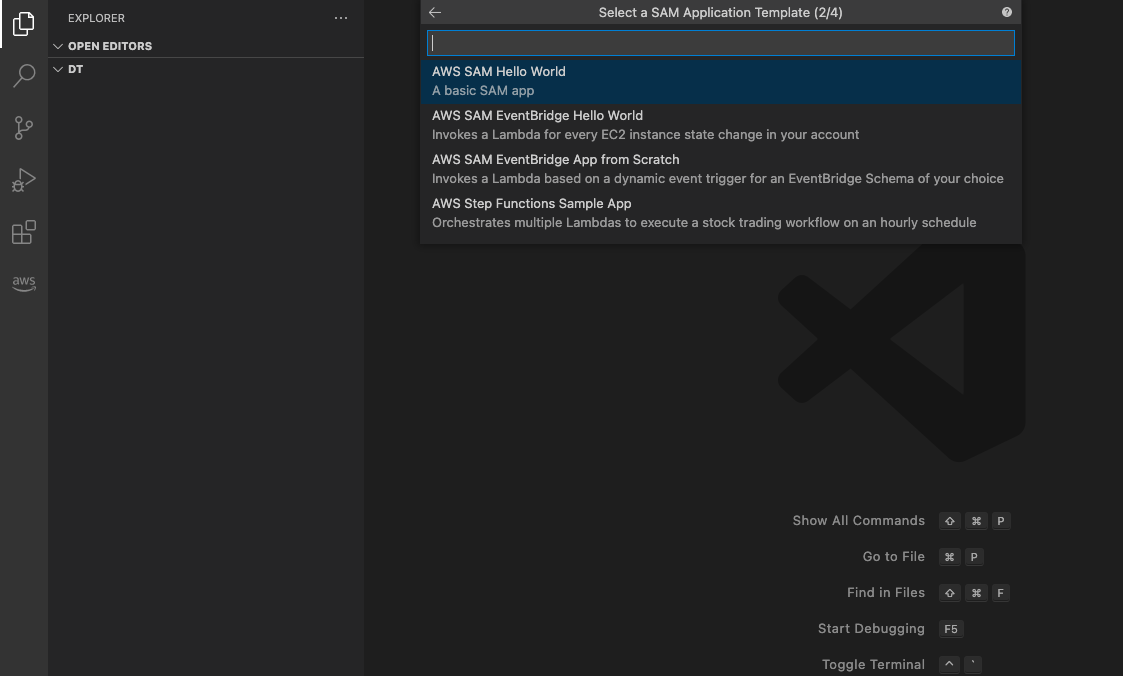 EXPLORER
OPEN EDITORS
DT
aws
Select a SAM Application Template (2/4)
AWS SAM Hello World
A basic SAM app
AWS SAM EventBridge Hello World
Invokes a Lambda for every EC2 instance state change in your account
AWS SAM EventBridge App from Scratch
Invokes a Lambda based on a dynamic event trigger for an EventBridge Schema of your choice
AWS Step Functions Sample App
Orchestrates multiple Lambdas to execute a stock trading workflow on an hourly schedule
Show All Commands ⇧ ⌘ P
Go to File ⌘ P
Find in Files ⇧ ⌘ F
Start Debugging F5
Toggle Terminal ^ `